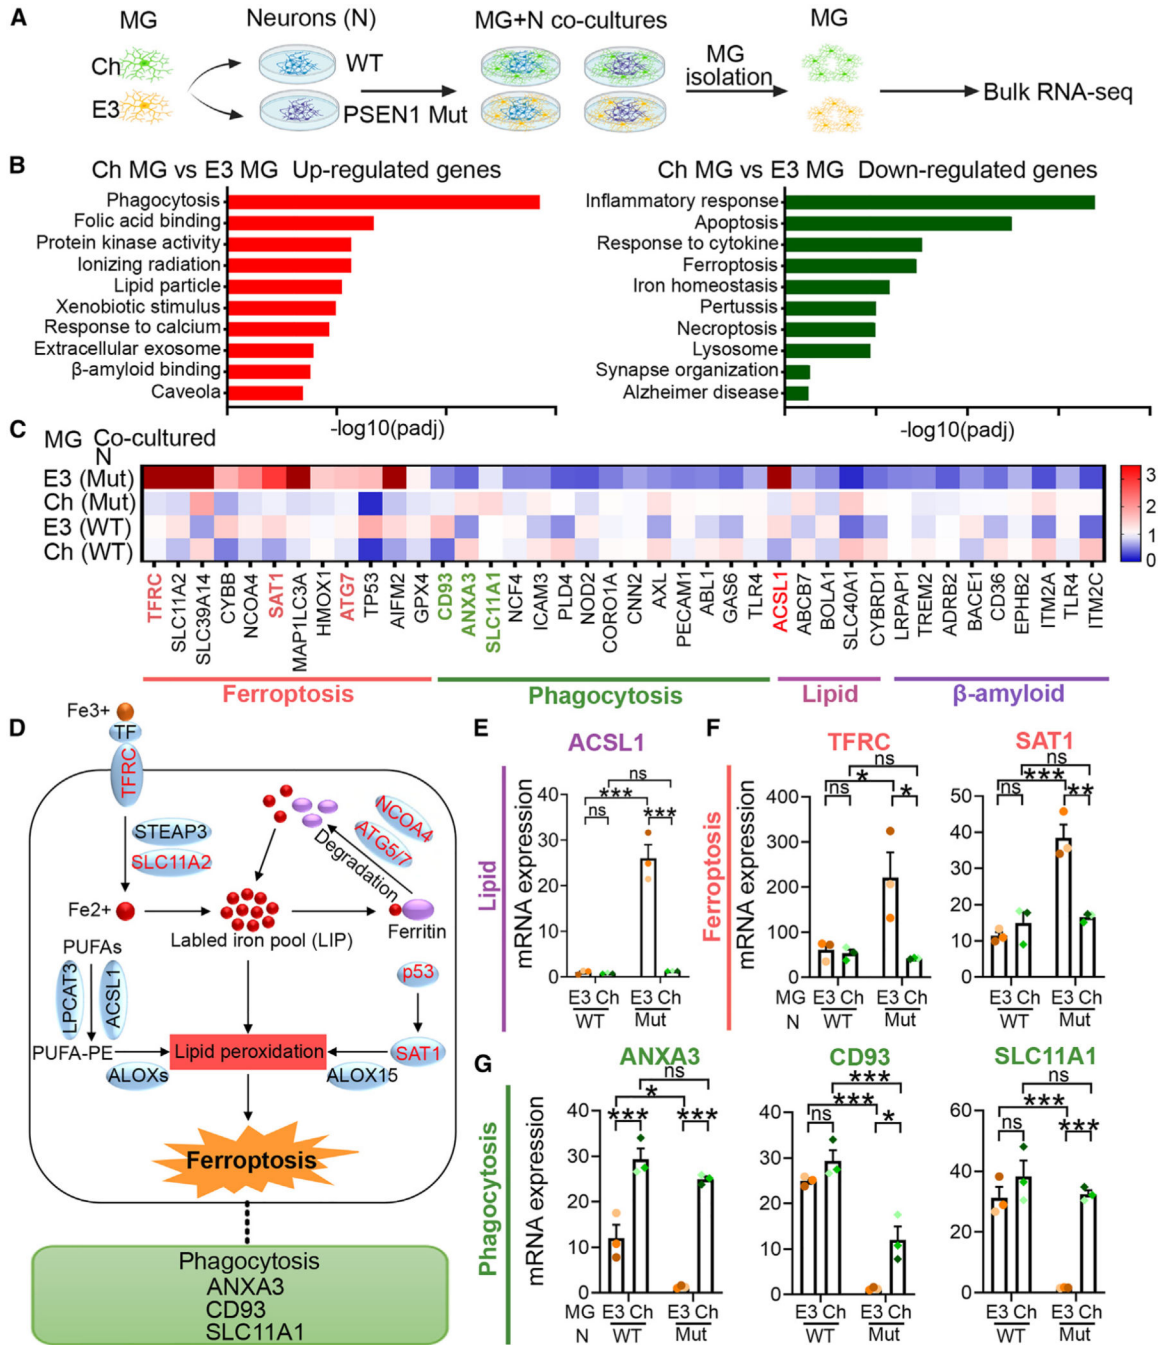 A
MG
Neurons (N)
MG+N co-cultures
MG
Ch
E3
WT
PSEN1 Mut
MG
isolation
Bulk RNA-seq
B
Ch MG vs E3 MG Up-regulated genes
Phagocytosis
Folic acid binding
Protein kinase activity
Ionizing radiation
Lipid particle
Xenobiotic stimulus
Response to calcium
Extracellular exosome
β-amyloid binding
Caveola
-log10(padj)
Ch MG vs E3 MG Down-regulated genes
Inflammatory response
Apoptosis
Response to cytokine
Ferroptosis
Iron homeostasis
Pertussis
Necroptosis
Lysosome
Synapse organization
Alzheimer disease
-log10(padj)
C
MG Co-cultured
N
E3 (Mut)
Ch (Mut)
E3 (WT)
Ch (WT)
3
2
1
0
TFRC
SLC11A2
SLC39A14
CYBB
NCOA4
SAT1
MAP1LC3A
HMOX1
ATG7
TP53
AIFM2
GPX4
CD93
ANXA3
SLC11A1
NCF4
ICAM3
PLD4
NOD2
CORO1A
CNN2
AXL
PECAM1
ABL1
GAS6
TLR4
ACSL1
ABCB7
BOLA1
SLC40A1
CYBRD1
LRPAP1
TREM2
ADRB2
BACE1
CD36
EPHB2
ITM2A
TLR4
ITM2C
Ferroptosis
Phagocytosis
Lipid
β-amyloid
D
Fe3+
TF
TFRC
STEAP3
SLC11A2
Fe2+
NCOA4
ATG5/7
Degradation
Ferritin
Labled iron pool (LIP)
PUFAs
LPCAT3
ACSL1
PUFA-PE
ALOXs
Lipid peroxidation
p53
SAT1
ALOX15
Ferroptosis
Phagocytosis
ANXA3
CD93
SLC11A1
E
ACSL1
Lipid
mRNA expression
40
30
20
10
0
ns
***
ns
***
E3 Ch
E3 Ch
WT
Mut
F
Ferroptosis
TFRC
mRNA expression
400
300
200
100
0
ns
*
ns
*
MG E3 Ch E3 Ch
N WT Mut
SAT1
50
40
30
20
10
0
ns
***
ns
**
E3 Ch E3 Ch
WT Mut
G
Phagocytosis
ANXA3
mRNA expression
40
30
20
10
0
ns
*
***
***
MG E3 Ch E3 Ch
N WT Mut
CD93
40
30
20
10
0
***
***
ns
*
E3 Ch E3 Ch
WT Mut
SLC11A1
60
40
20
0
ns
***
ns
***
E3 Ch E3 Ch
WT Mut